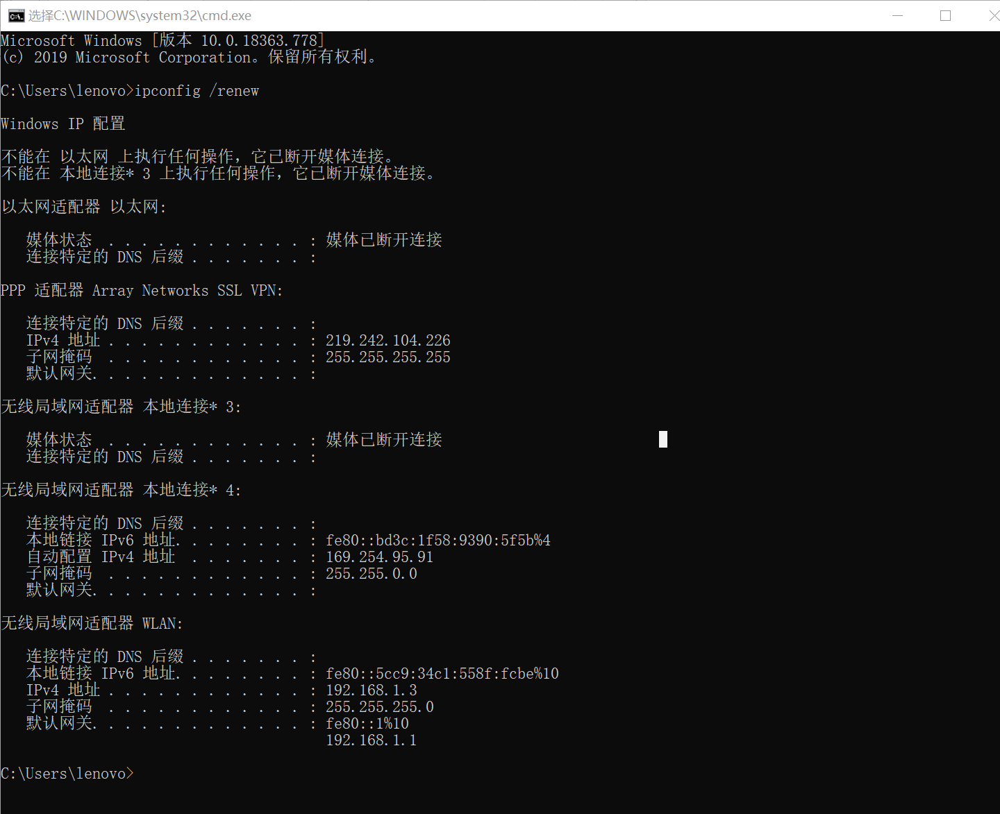 选择C:\WINDOWS\system32\cmd.exe
Microsoft Windows [版本 10.0.18363.778]
(c) 2019 Microsoft Corporation。保留所有权利。
C:\Users\lenovo>ipconfig /renew
Windows IP 配置
不能在 以太网 上执行任何操作，它已断开媒体连接。
不能在 本地连接* 3 上执行任何操作，它已断开媒体连接。
以太网适配器 以太网:
媒体状态  . . . . . . . . . . . . : 媒体已断开连接
连接特定的 DNS 后缀 . . . . . . . :
PPP 适配器 Array Networks SSL VPN:
连接特定的 DNS 后缀 . . . . . . . :
IPv4 地址 . . . . . . . . . . . . : 219.242.104.226
子网掩码  . . . . . . . . . . . . : 255.255.255.255
默认网关. . . . . . . . . . . . . :
无线局域网适配器 本地连接* 3:
媒体状态  . . . . . . . . . . . . : 媒体已断开连接
连接特定的 DNS 后缀 . . . . . . . :
无线局域网适配器 本地连接* 4:
连接特定的 DNS 后缀 . . . . . . . :
本地链接 IPv6 地址. . . . . . . . : fe80::bd3c:1f58:9390:5f5b%4
自动配置 IPv4 地址  . . . . . . . : 169.254.95.91
子网掩码  . . . . . . . . . . . . : 255.255.0.0
默认网关. . . . . . . . . . . . . :
无线局域网适配器 WLAN:
连接特定的 DNS 后缀 . . . . . . . :
本地链接 IPv6 地址. . . . . . . . : fe80::5cc9:34c1:558f:fcbe%10
IPv4 地址 . . . . . . . . . . . . : 192.168.1.3
子网掩码  . . . . . . . . . . . . : 255.255.255.0
默认网关. . . . . . . . . . . . . : fe80::1%10
192.168.1.1
C:\Users\lenovo>